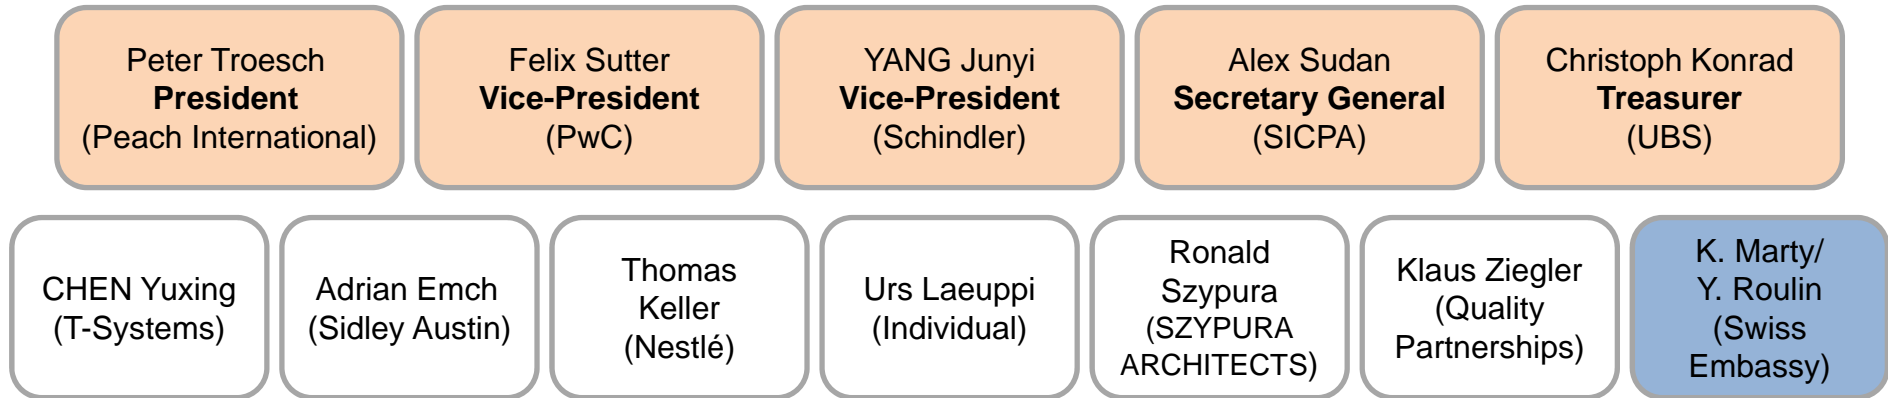 Peter Troesch
President
(Peach International)
Felix Sutter
Vice-President
(PwC)
YANG Junyi
Vice-President
(Schindler)
Alex Sudan
Secretary General
(SICPA)
Christoph Konrad
Treasurer
(UBS)
CHEN Yuxing
(T-Systems)
Adrian Emch
(Sidley Austin)
Thomas
Keller
(Nestlé)
Urs Laeuppi
(Individual)
Ronald
Szypura
(SZYPURA
ARCHITECTS)
Klaus Ziegler
(Quality
Partnerships)
K. Marty/
Y. Roulin
(Swiss
Embassy)